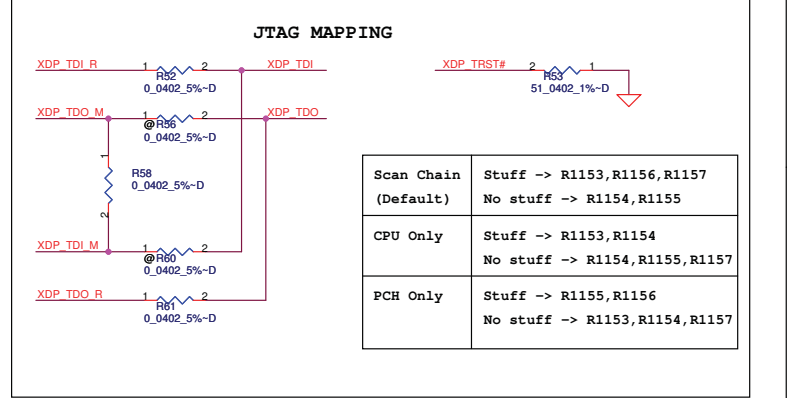 JTAG MAPPING
XDP_TDI_R
1
2
XDP_TDI
R52
0_0402_5%~D
XDP_TRST#
2
1
R53
51_0402_1%~D
XDP_TDO_M
1
2
XDP_TDO
@R56
0_0402_5%~D
1
R58
0_0402_5%~D
2
XDP_TDI_M
1
2
@R60
0_0402_5%~D
XDP_TDO_R
1
2
R61
0_0402_5%~D
Scan Chain
(Default)
Stuff -> R1153,R1156,R1157
No stuff -> R1154,R1155
CPU Only
Stuff -> R1153,R1154
No stuff -> R1154,R1155,R1157
PCH Only
Stuff -> R1155,R1156
No stuff -> R1153,R1154,R1157